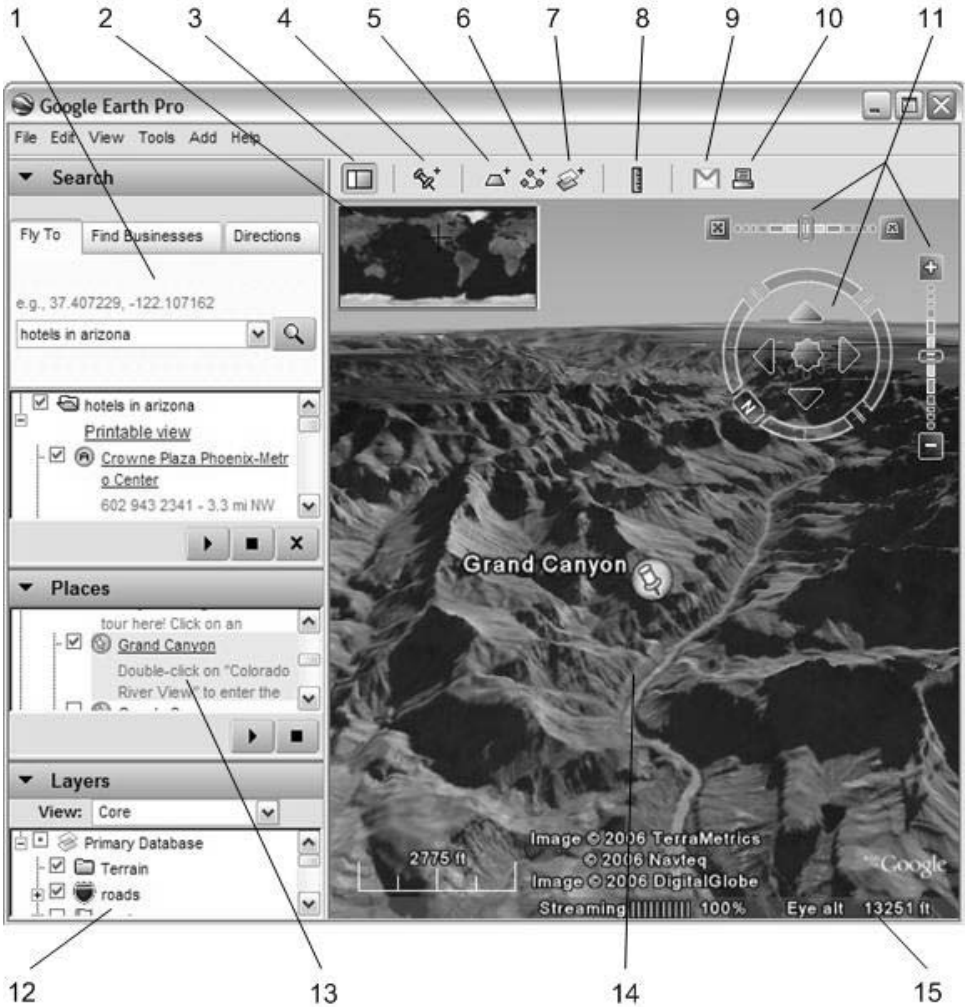 1 2 3 4 5 6 7 8 9 10 11
Google Earth Pro
File Edit View Tools Add Help
Search
Fly To Find Businesses Directions
e.g., 37.407229, -122.107162
hotels in arizona
hotels in arizona
Printable view
Crowne Plaza Phoenix-Metr
o Center
602 943 2341 - 3.3 mi NW
Places
tour here! Click on an
Grand Canyon
Double-click on "Colorado
River View" to enter the
Layers
View: Core
Primary Database
Terrain
roads
N
Grand Canyon
2775 ft
Image © 2006 TerraMetrics
© 2006 Navteq
Image © 2006 DigitalGlobe
Google
Streaming 100% Eye alt 13251 ft
12 13 14 15